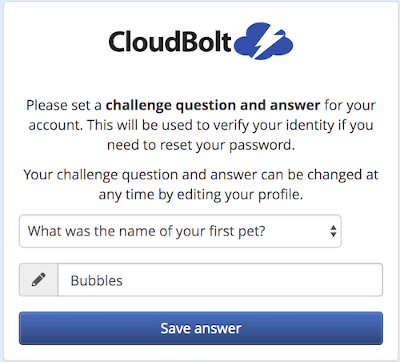 CloudBolt
Please set a challenge question and answer for your
account. This will be used to verify your identity if you
need to reset your password.
Your challenge question and answer can be changed at
any time by editing your profile.
What was the name of your first pet?
Bubbles
Save answer